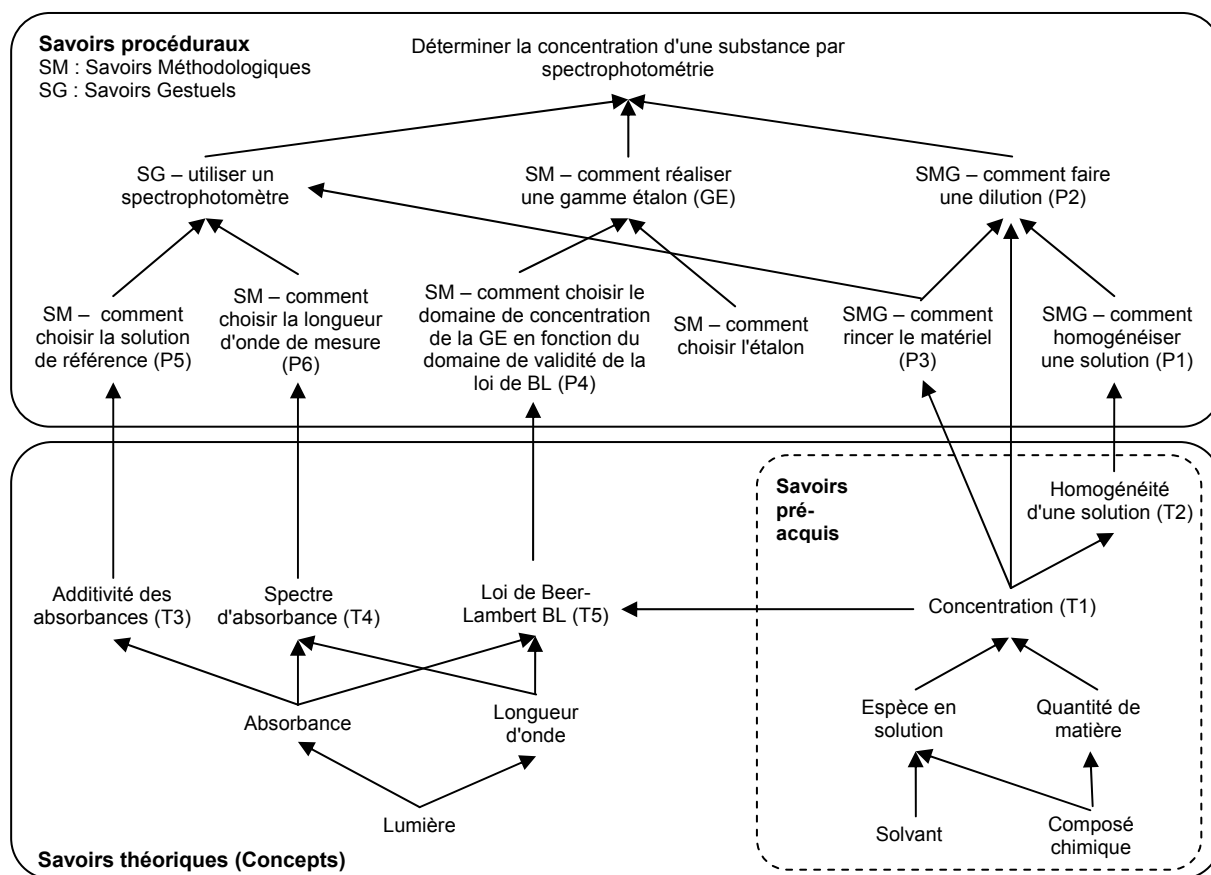 Savoirs procéduraux
SM : Savoirs Méthodologiques
SG : Savoirs Gestuels
Déterminer la concentration d'une substance par
spectrophotométrie
SG – utiliser un
spectrophotomètre
SM – comment réaliser
une gamme étalon (GE)
SMG – comment faire
une dilution (P2)
SM – comment
choisir la solution
de référence (P5)
SM – comment
choisir la longueur
d'onde de mesure
(P6)
SM – comment choisir le
domaine de concentration
de la GE en fonction du
domaine de validité de la
loi de BL (P4)
SM – comment
choisir l'étalon
SMG – comment
rincer le matériel
(P3)
SMG – comment
homogénéiser
une solution (P1)
Savoirs
pré-
acquis
Homogénéité
d'une solution (T2)
Additivité des
absorbances (T3)
Spectre
d'absorbance (T4)
Loi de Beer-
Lambert BL (T5)
Concentration (T1)
Absorbance
Longueur
d'onde
Espèce en
solution
Quantité de
matière
Lumière
Solvant
Composé
chimique
Savoirs théoriques (Concepts)